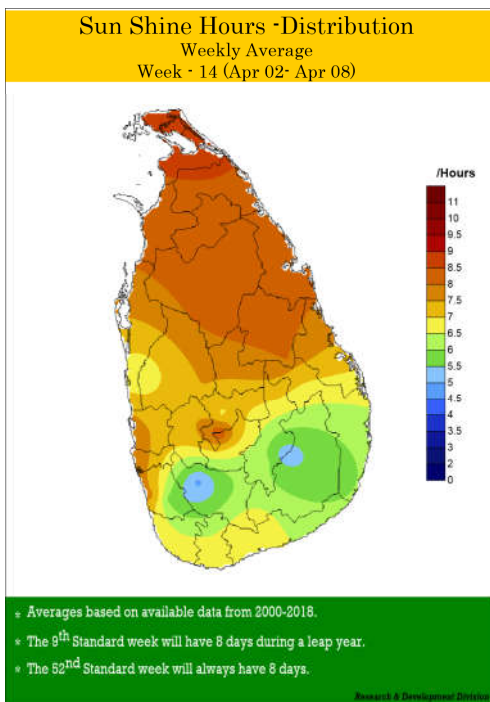 Sun Shine Hours -Distribution
Weekly Average
Week - 14 (Apr 02- Apr 08)
/Hours
11
10
9.5
9
8.5
8
7.5
7
6.5
6
5.5
5
4.5
4
3.5
3
2
0
* Averages based on available data from 2000-2018.
* The 9th Standard week will have 8 days during a leap year.
* The 52nd Standard week will always have 8 days.
Research & Development Division